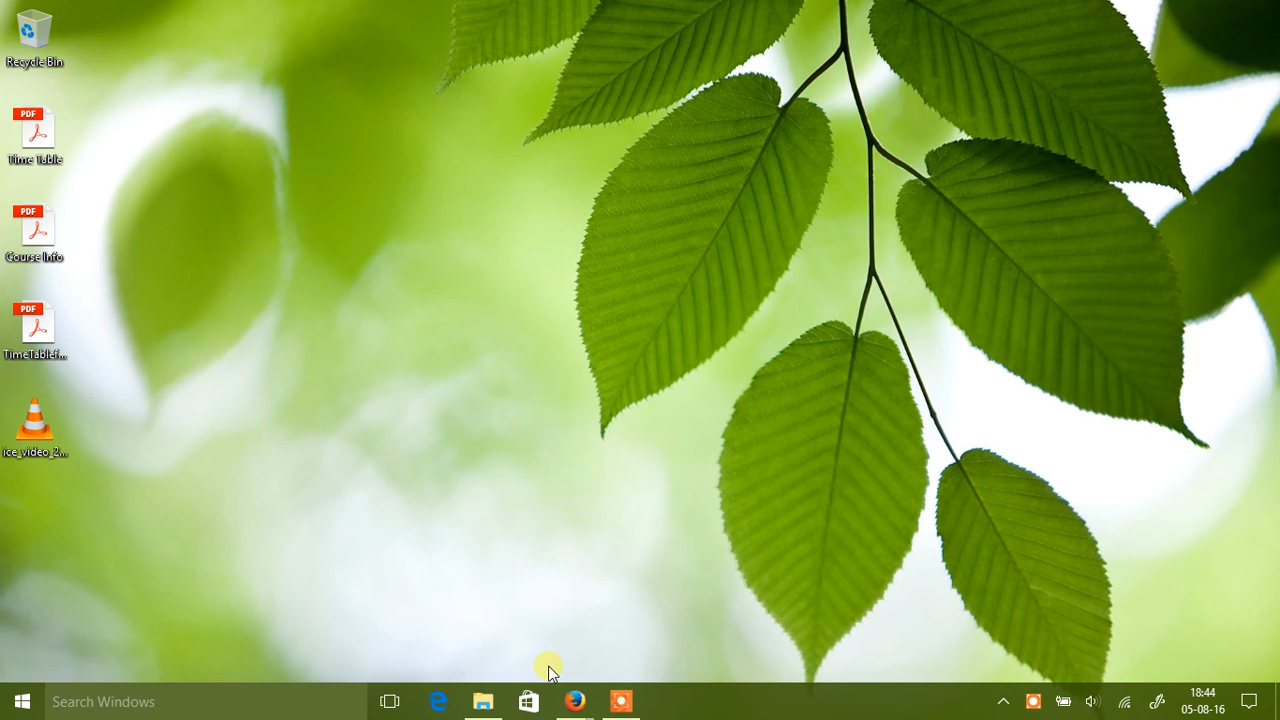 Recycle Bin
PDF
Time Table
PDF
Course Info
PDF
TimeTablef...
ice_video_2...
Search Windows
18:44
05-08-16